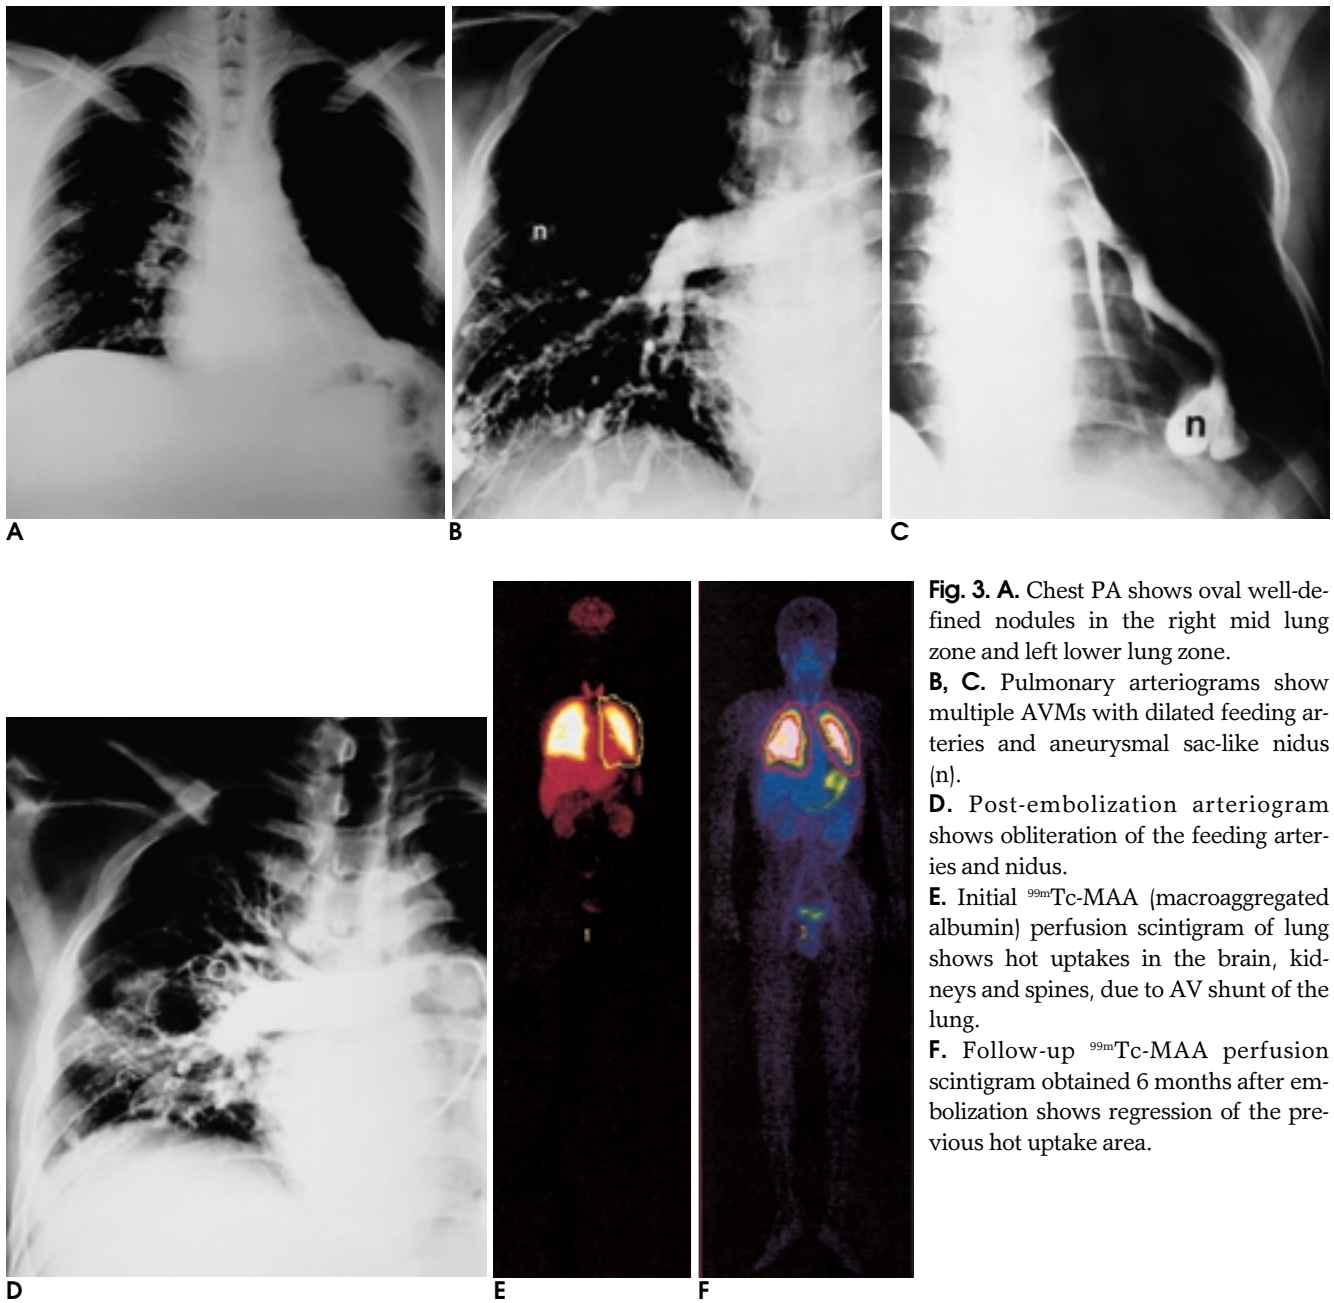 n
n
A
B
C
2
1
D
E
F
Fig. 3. A. Chest PA shows oval well-de-
fined nodules in the right mid lung
zone and left lower lung zone.
B, C. Pulmonary arteriograms show
multiple AVMs with dilated feeding ar-
teries and aneurysmal sac-like nidus
(n).
D. Post-embolization arteriogram
shows obliteration of the feeding arter-
ies and nidus.
E. Initial 99mTc-MAA (macroaggregated
albumin) perfusion scintigram of lung
shows hot uptakes in the brain, kid-
neys and spines, due to AV shunt of the
lung.
F. Follow-up 99mTc-MAA perfusion
scintigram obtained 6 months after em-
bolization shows regression of the pre-
vious hot uptake area.